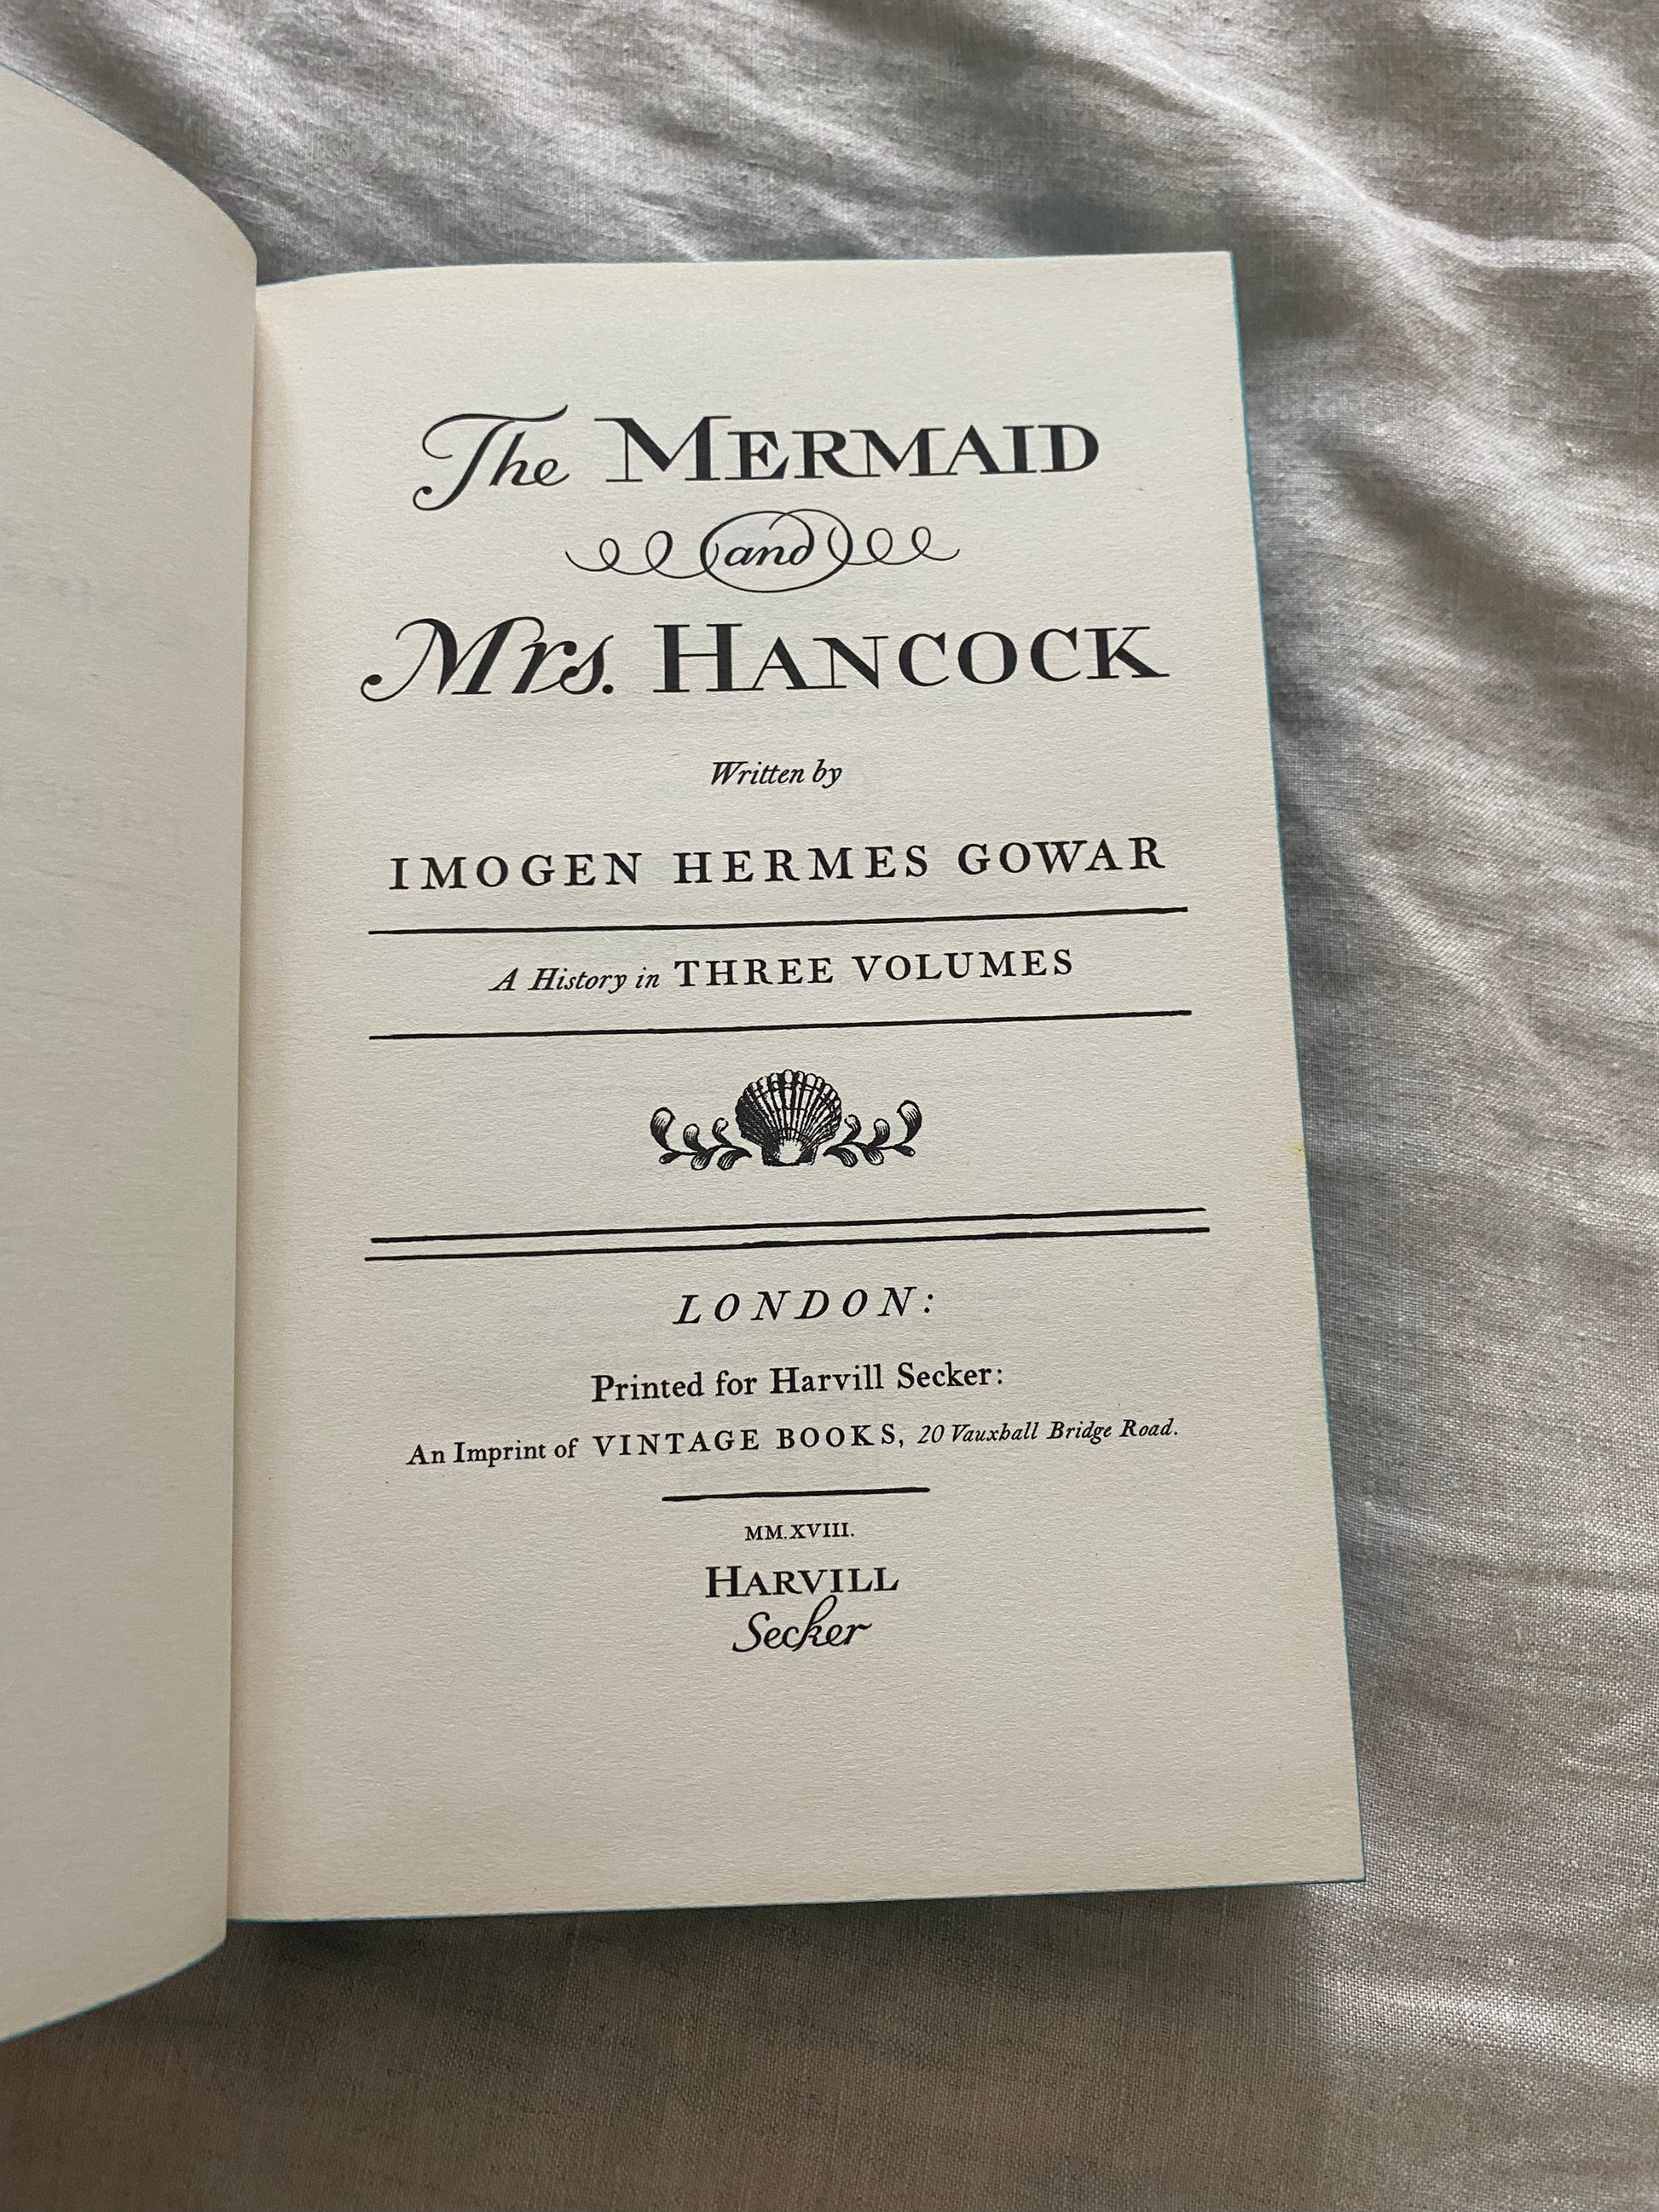 The MERMAID
and
Mrs. HANCOCK
Written by
IMOGEN HERMES GOWAR
A History in THREE VOLUMES
LONDON:
Printed for Harvill Secker:
An Imprint of VINTAGE BOOKS, 20 Vauxhall Bridge Road.
MM.XVIII.
HARVILL
Secker